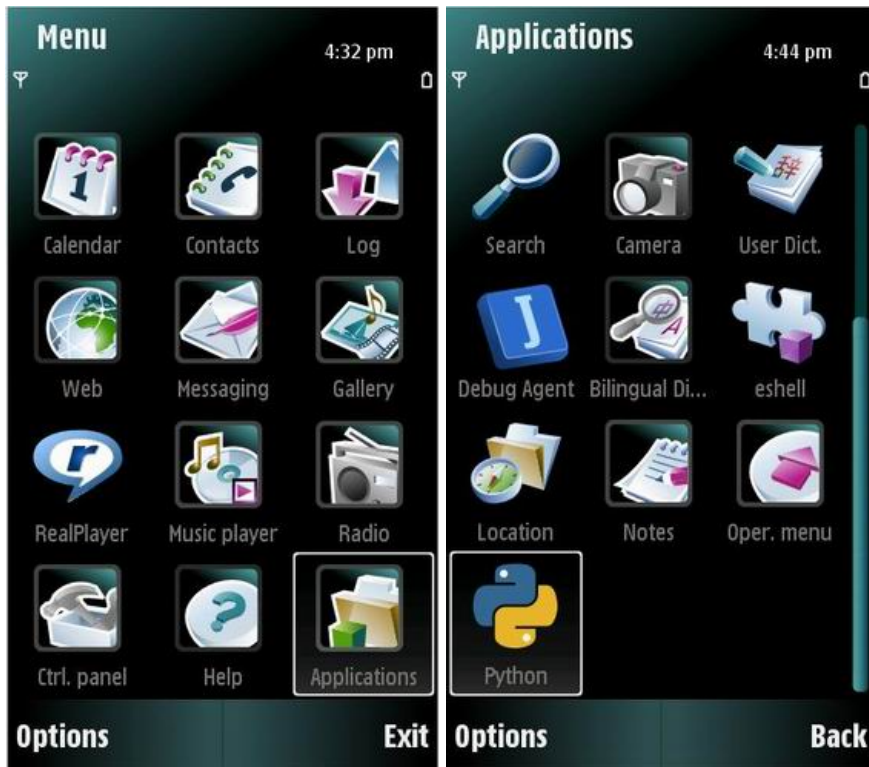 Menu
4:32 pm
Calendar Contacts Log
Web Messaging Gallery
RealPlayer Music player Radio
Ctrl. panel Help Applications
Options Exit
Applications
4:44 pm
Search Camera User Dict.
Debug Agent Bilingual Di... eshell
Location Notes Oper. menu
Python
Options Back